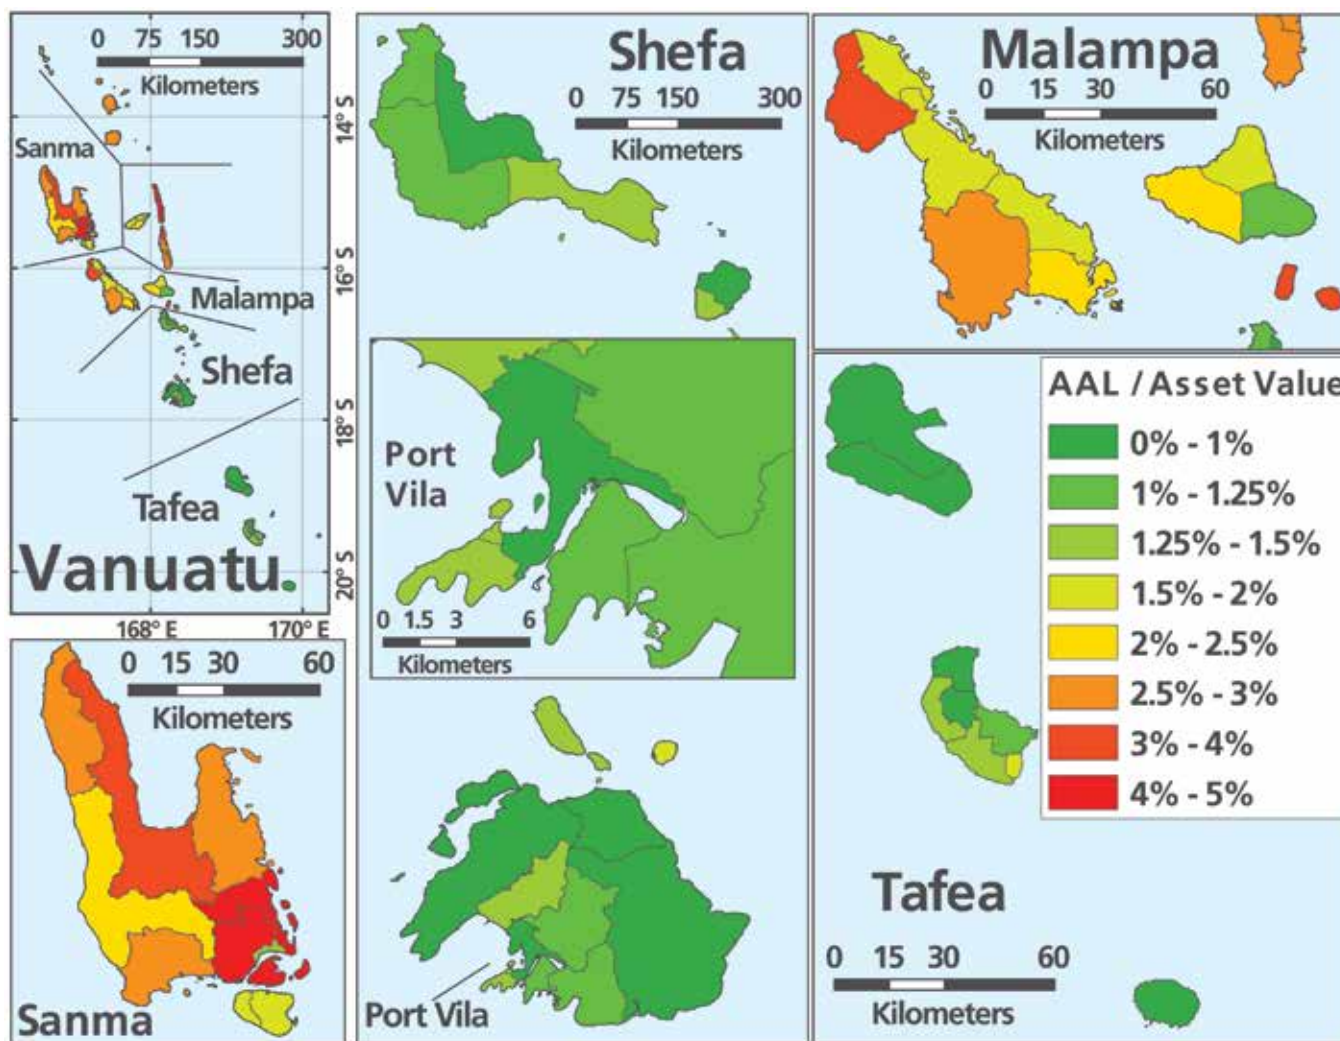 0 75 150 300
Kilometers
14° S
Sanma
16° S
Malampa
Shefa
18° S
Tafea
Vanuatu
20° S
168° E 170° E
0 15 30 60
Kilometers
Sanma
Shefa
0 75 150 300
Kilometers
Port
Vila
0 1.5 3 6
Kilometers
Port Vila
Malampa
0 15 30 60
Kilometers
AAL / Asset Value
0% - 1%
1% - 1.25%
1.25% - 1.5%
1.5% - 2%
2% - 2.5%
2.5% - 3%
3% - 4%
4% - 5%
Tafea
0 15 30 60
Kilometers